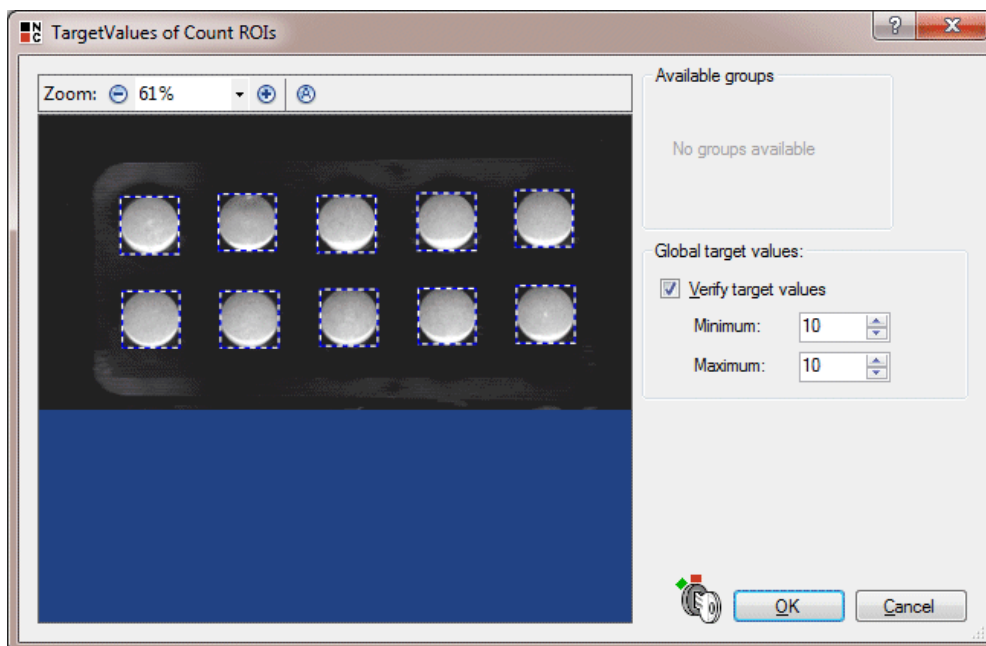 NC TargetValues of Count ROIs
?
Zoom: 61%
A
Available groups
No groups available
Global target values:
Verify target values
Minimum: 10
Maximum: 10
OK
Cancel